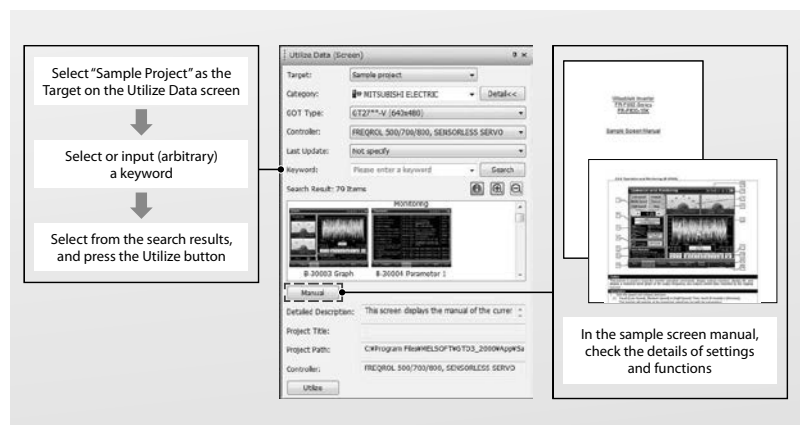 Select “Sample Project” as the
Target on the Utilize Data screen
Select or input (arbitrary)
a keyword
Select from the search results,
and press the Utilize button
Utilize Data (Screen)
Target: Sample project
Category: MITSUBISHI ELECTRIC Detail<<
GOT Type: GT27**-V (640x480)
Controller: FREQROL 500/700/800, SENSORLESS SERVO
Last Update: Not specify
Keyword: Please enter a keyword Search
Search Result: 79 Items
Monitoring
B-30003 Graph B-30004 Parameter 1
Manual
Detailed Description: This screen displays the manual of the curre
Project Title:
Project Path: C:¥Program Files¥MELSOFT¥GTD3_2000¥App¥Sa
Controller: FREQROL 500/700/800, SENSORLESS SERVO
Utilize
Mitsubishi Inverter
Sample Screen Manual
In the sample screen manual,
check the details of settings
and functions